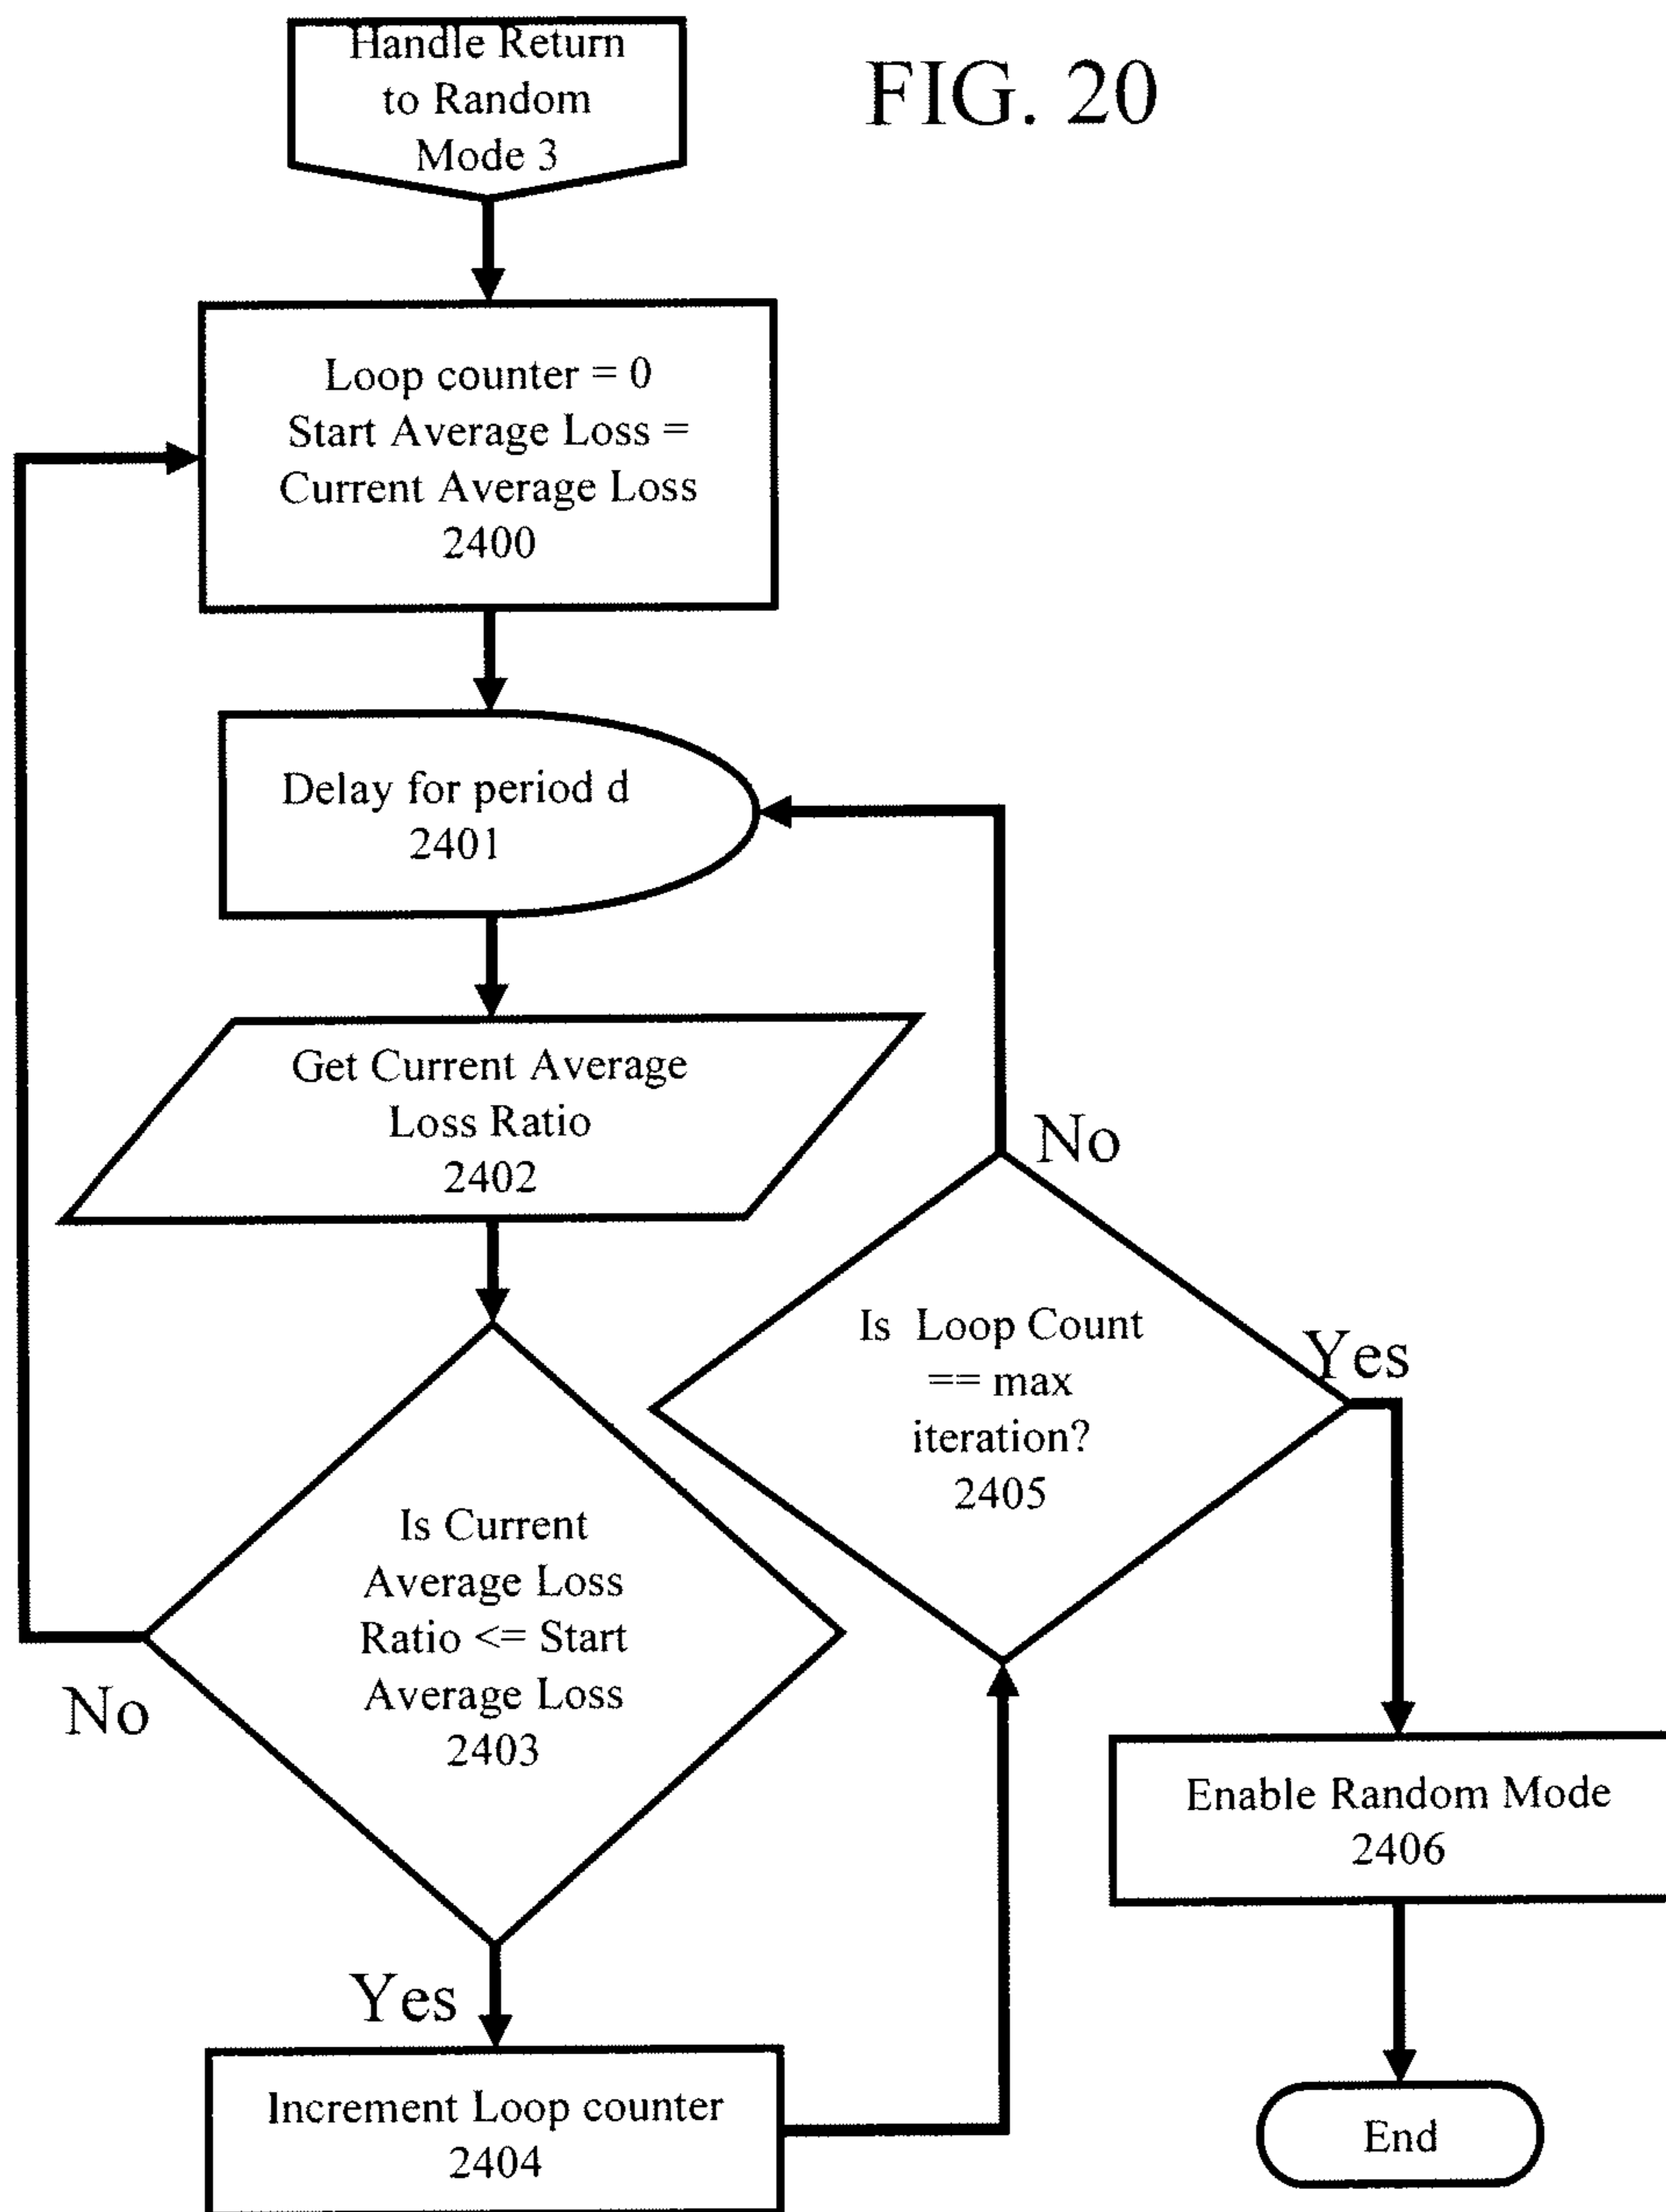 Handle Return
to Random
Mode 3
FIG. 20
Loop counter = 0
Start Average Loss =
Current Average Loss
2400
Delay for period d
2401
Get Current Average
Loss Ratio
2402
Is Current
Average Loss
Ratio <= Start
Average Loss
2403
No
Yes
Increment Loop counter
2404
Is Loop Count
== max
iteration?
2405
No
Yes
Enable Random Mode
2406
End